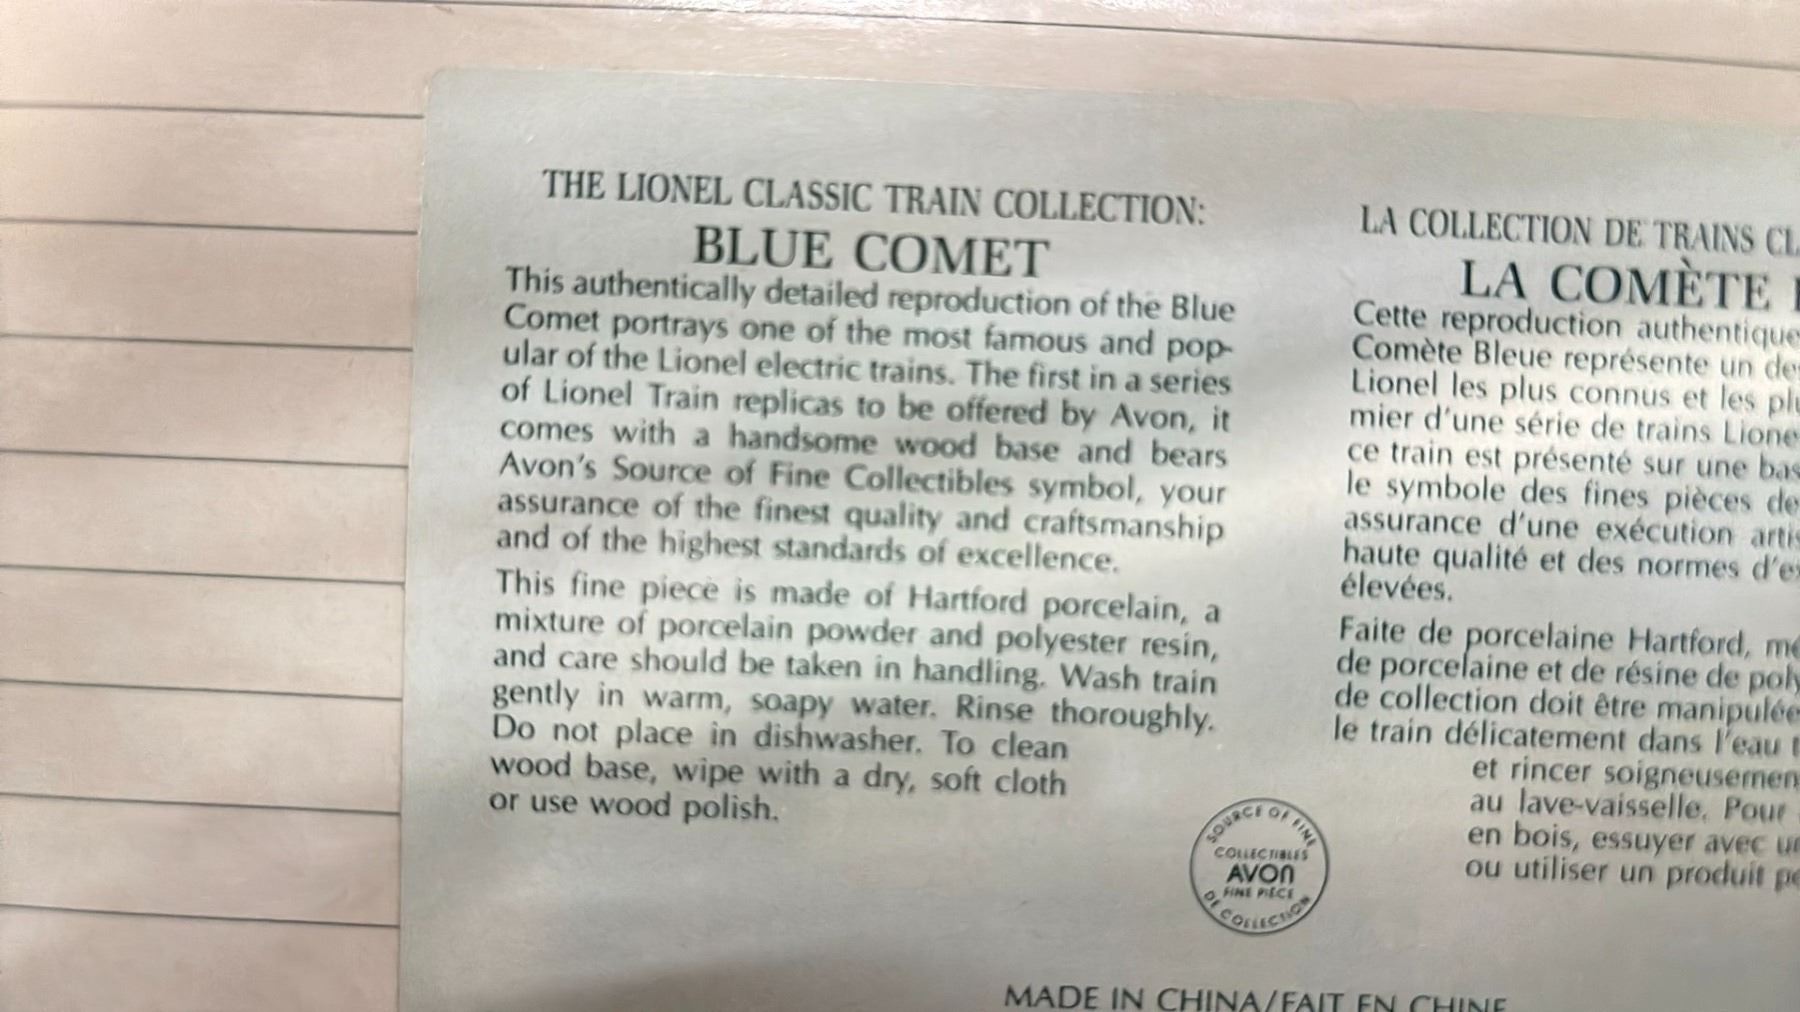 THE LIONEL CLASSIC TRAIN COLLECTION:
BLUE COMET
This authentically detailed reproduction of the Blue
Comet portrays one of the most famous and pop-
ular of the Lionel electric trains. The first in a series
of Lionel Train replicas to be offered by Avon, it
comes with a handsome wood base and bears
Avon's Source of Fine Collectibles symbol, your
assurance of the finest quality and craftsmanship
and of the highest standards of excellence.
This fine piece is made of Hartford porcelain, a
mixture of porcelain powder and polyester resin,
and care should be taken in handling. Wash train
gently in warm, soapy water. Rinse thoroughly.
Do not place in dishwasher. To clean
wood base, wipe with a dry, soft cloth
or use wood polish.
LA COLLECTION DE TRAINS
LA COMÈTE
Cette reproduction authentique
Comète Bleue représente un
Lionel les plus connus et les
mier d'une série de trains
ce train est présenté sur une
le symbole des fines pièces
assurance d'une exécution
haute qualité et des normes
élevées.
Faite de porcelaine Hartford,
de porcelaine et de résine de
de collection doit être
le train délicatement dans l'eau
et rincer
au lave-vaisselle. Pour
en bois, essuyer avec
ou utiliser un produit
SOURCE OF FINE
COLLECTIBLES
AVON
FINE PIÈCE
DE COLLECTION
MADE IN CHINA/FAIT EN CHINE